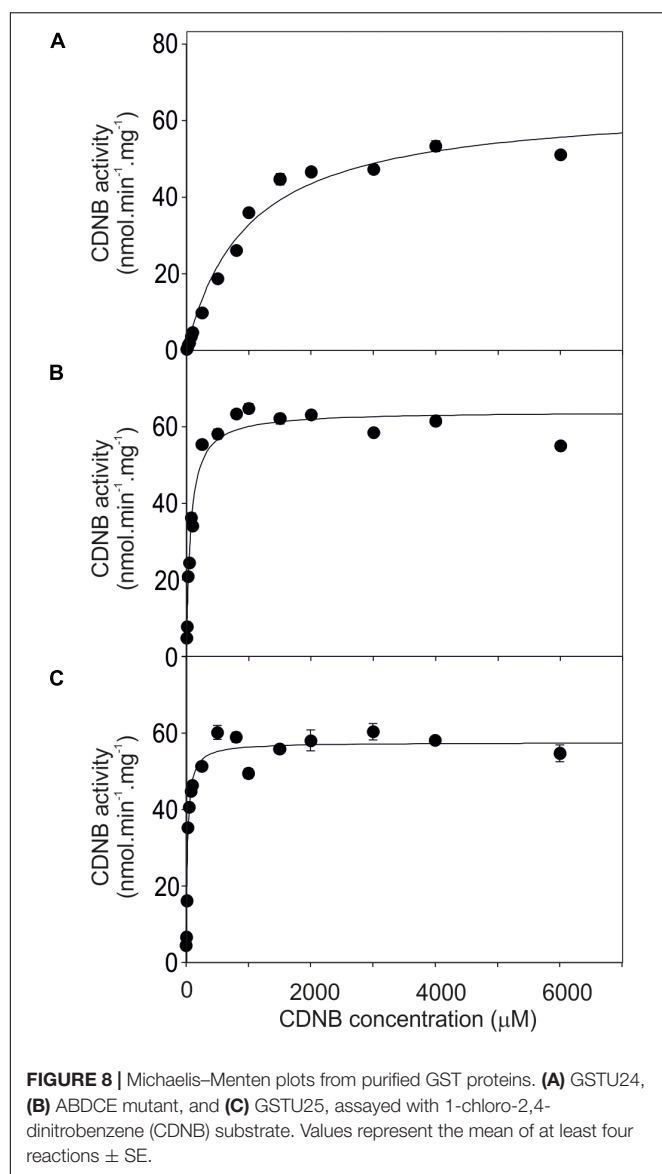 A
80
60
40
20
0
CDNB activity
(nmol.min-1.mg-1)
B
60
40
20
0
CDNB activity
(nmol.min-1.mg-1)
C
60
40
20
0
CDNB activity
(nmol.min-1.mg-1)
0 2000 4000 6000
CDNB concentration (μM)
FIGURE 8 | Michaelis–Menten plots from purified GST proteins. (A) GSTU24,
(B) ABDCE mutant, and (C) GSTU25, assayed with 1-chloro-2,4-
dinitrobenzene (CDNB) substrate. Values represent the mean of at least four
reactions ± SE.